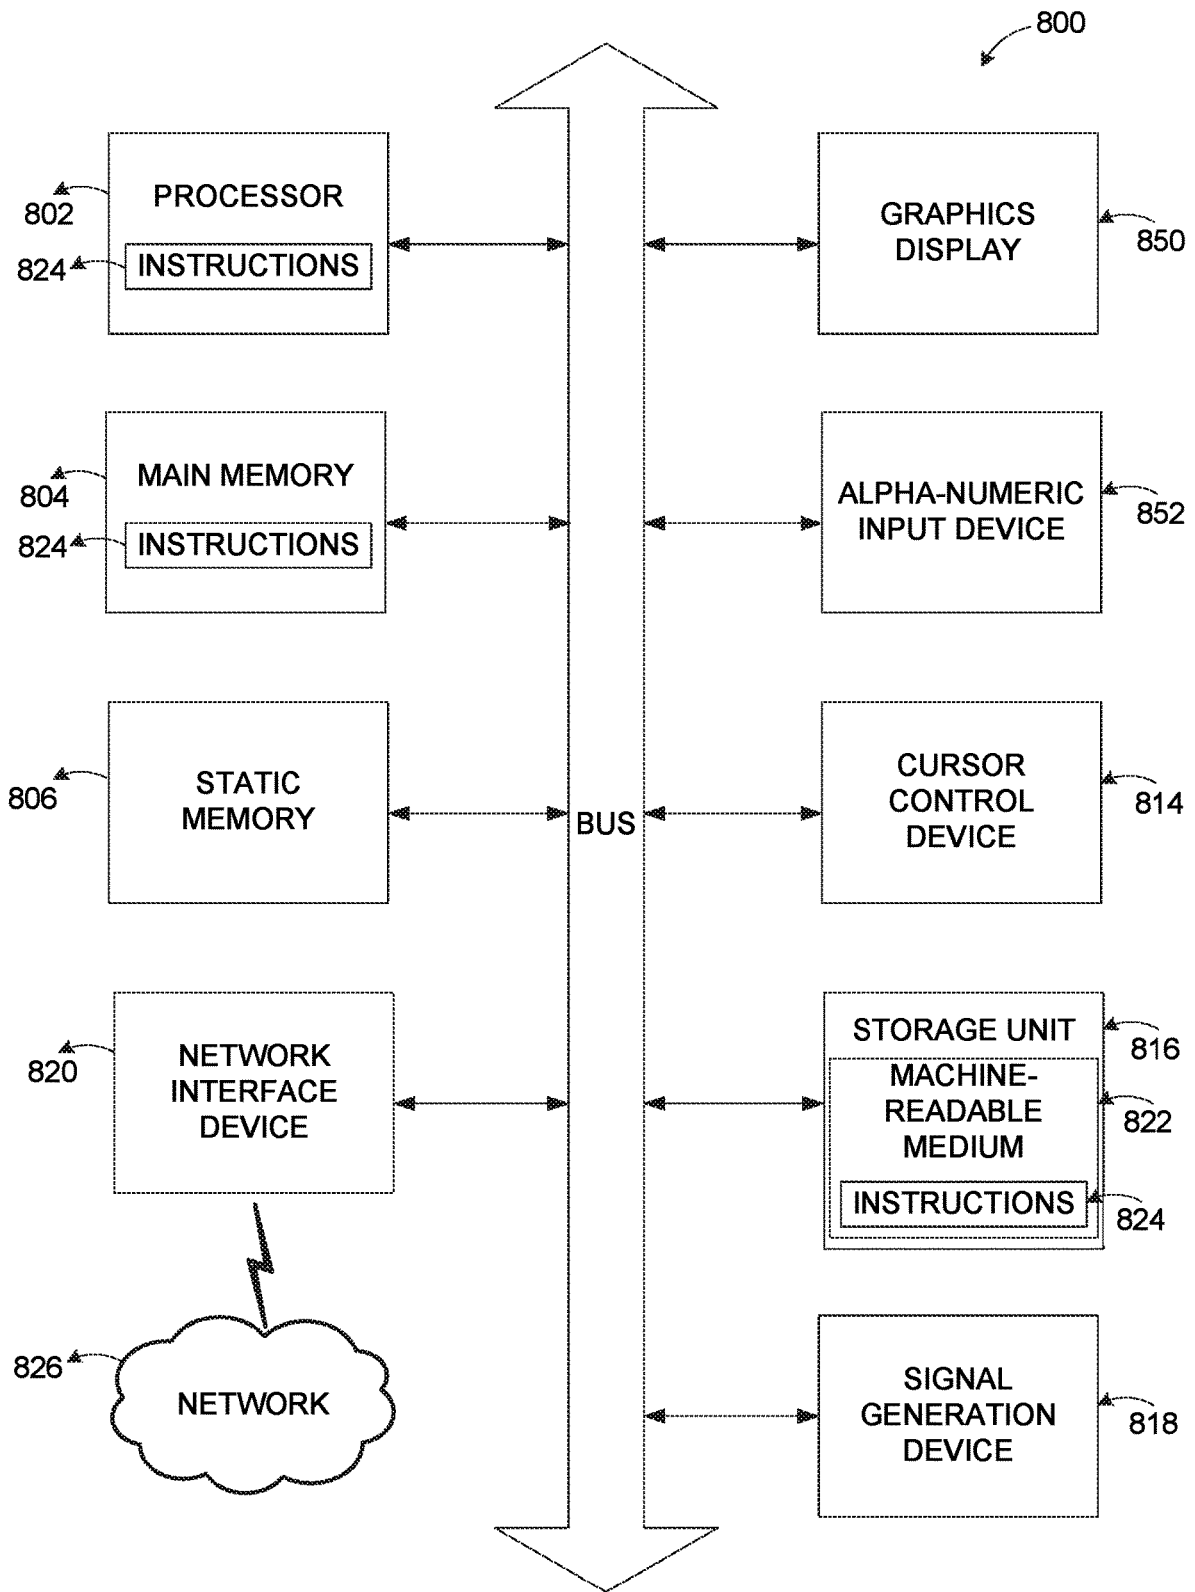 800
PROCESSOR
802
824
INSTRUCTIONS
GRAPHICS
DISPLAY
850
MAIN MEMORY
804
824
INSTRUCTIONS
ALPHA-NUMERIC
INPUT DEVICE
852
STATIC
MEMORY
806
BUS
CURSOR
CONTROL
DEVICE
814
NETWORK
INTERFACE
DEVICE
820
STORAGE UNIT
816
MACHINE-
READABLE
MEDIUM
822
INSTRUCTIONS
824
826
NETWORK
SIGNAL
GENERATION
DEVICE
818